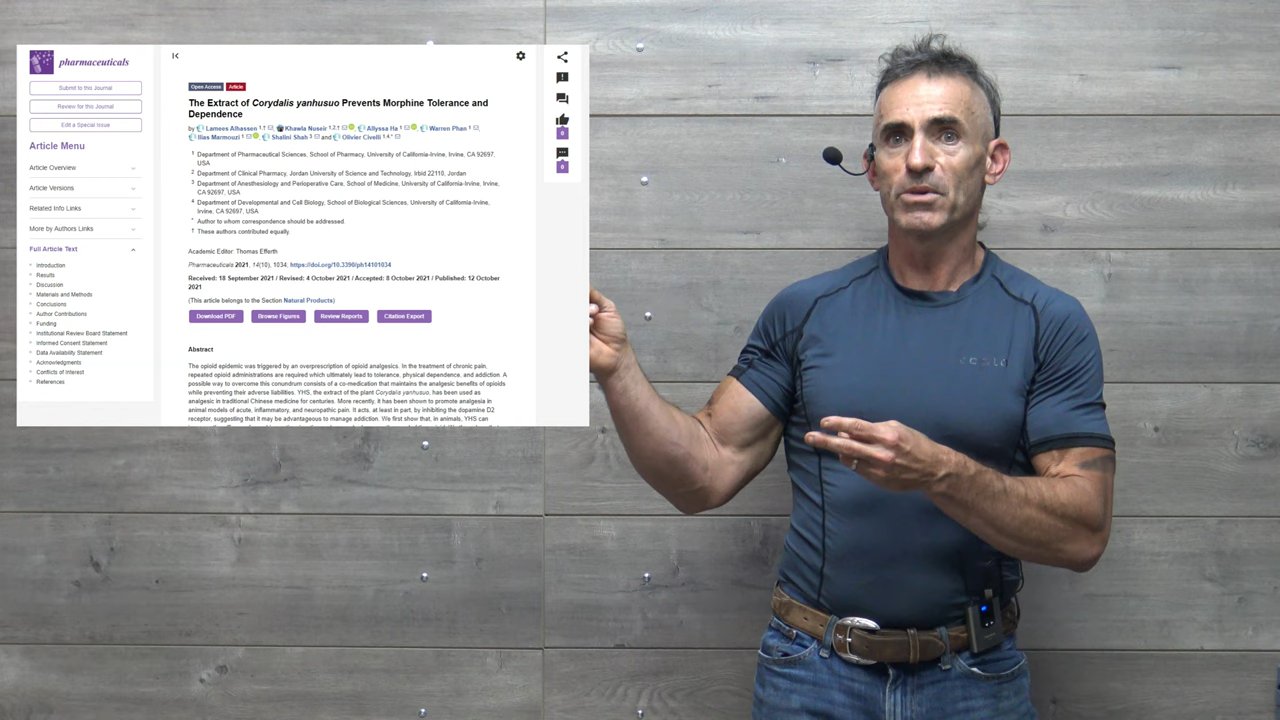 pharmaceuticals
Submit to this Journal
Review for this Journal
Edit a Special Issue
Article Menu
Article Overview
Article Versions
Related Info Links
More by Authors Links
Full Article Text
Introduction
Results
Discussion
Materials and Methods
Conclusions
Author Contributions
Funding
Institutional Review Board Statement
Informed Consent Statement
Data Availability Statement
Acknowledgments
Conflicts of Interest
References
Open Access Article
The Extract of Corydalis yanhusuo Prevents Morphine Tolerance and
Dependence
by Lamees Alhassen 1,† Khawla Nuseir 1,2,† Allyssa Ha 1 Warren Phan 1
Ilias Marmouzi 1 Shalini Shah 3 and Olivier Civelli 1,4,*
1 Department of Pharmaceutical Sciences, School of Pharmacy, University of California-Irvine, Irvine, CA 92697,
USA
2 Department of Clinical Pharmacy, Jordan University of Science and Technology, Irbid 22110, Jordan
3 Department of Anesthesiology and Perioperative Care, School of Medicine, University of California-Irvine, Irvine,
CA 92697, USA
4 Department of Developmental and Cell Biology, School of Biological Sciences, University of California-Irvine,
Irvine, CA 92697, USA
* Author to whom correspondence should be addressed.
† These authors contributed equally.
Academic Editor: Thomas Efferth
Pharmaceuticals 2021, 14(10), 1034; https://doi.org/10.3390/ph14101034
Received: 18 September 2021 / Revised: 4 October 2021 / Accepted: 8 October 2021 / Published: 12 October
2021
(This article belongs to the Section Natural Products)
Download PDF
Browse Figures
Review Reports
Citation Export
0
0
Abstract
The opioid epidemic was triggered by an overprescription of opioid analgesics. In the treatment of chronic pain,
repeated opioid administrations are required which ultimately lead to tolerance, physical dependence, and addiction. A
possible way to overcome this conundrum consists of a co-medication that maintains the analgesic benefits of opioids
while preventing their adverse liabilities. YHS, the extract of the plant Corydalis yanhusuo, has been used as
analgesic in traditional Chinese medicine for centuries. More recently, it has been shown to promote analgesia in
animal models of acute, inflammatory, and neuropathic pain. It acts, at least in part, by inhibiting the dopamine D2
receptor, suggesting that it may be advantageous to manage addiction. We first show that, in animals, YHS can